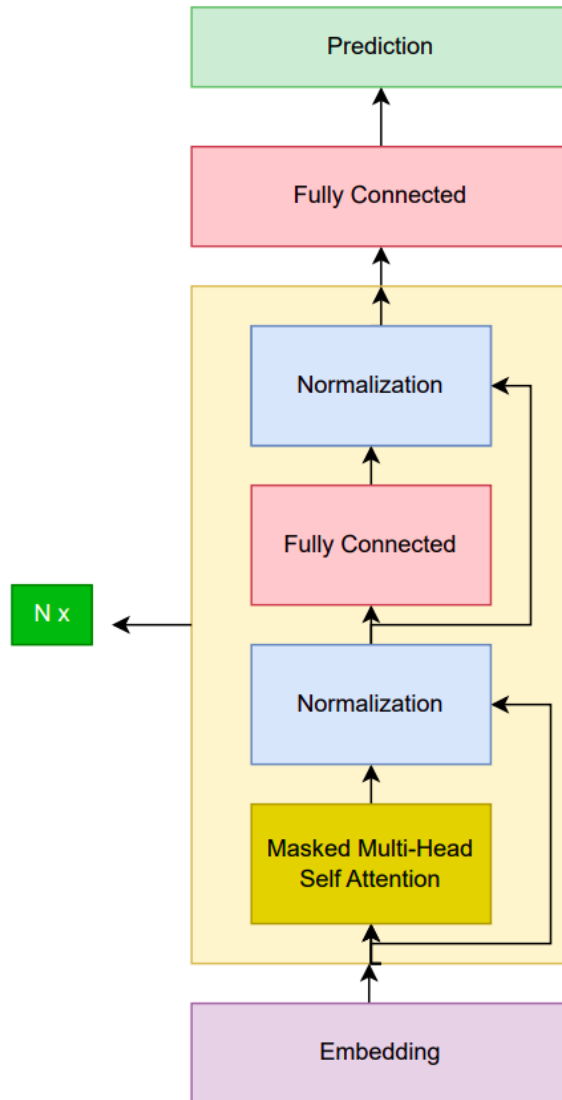 Prediction
Fully Connected
Normalization
Fully Connected
N x
Normalization
Masked Multi-Head
Self Attention
Embedding